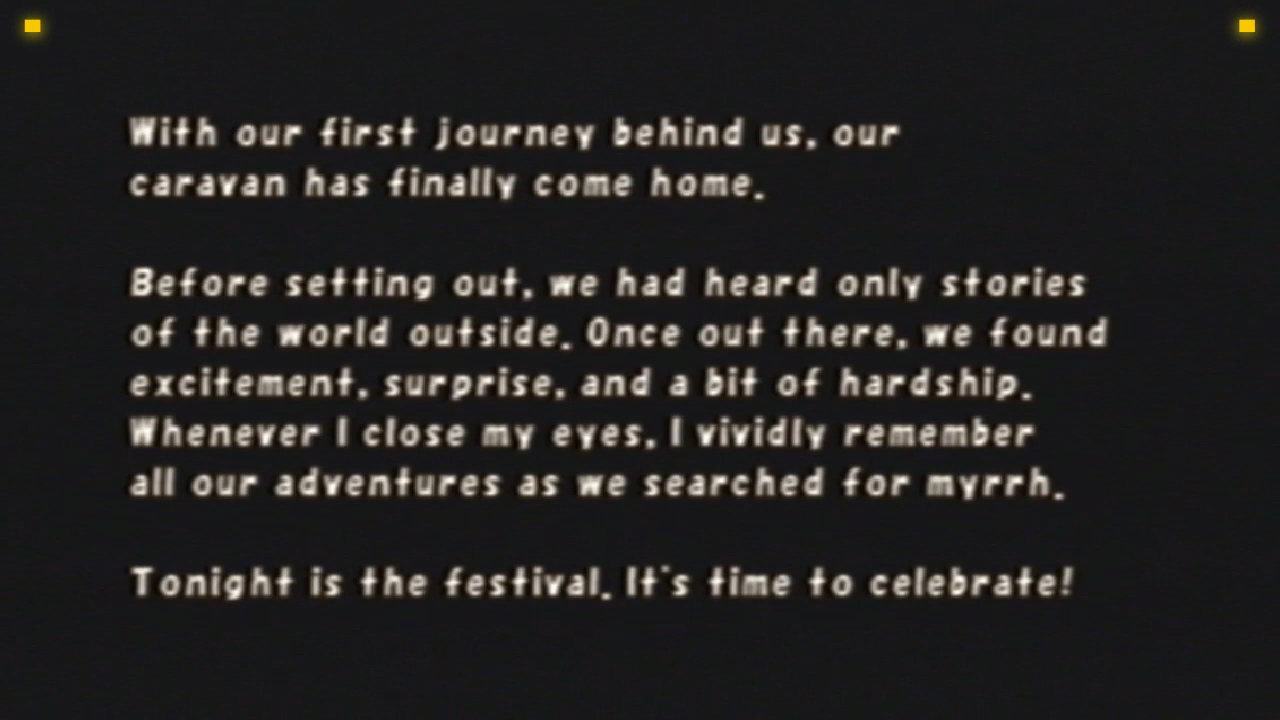 With our first journey behind us, our
caravan has finally come home.
Before setting out, we had heard only stories
of the world outside. Once out there, we found
excitement, surprise, and a bit of hardship.
Whenever I close my eyes, I vividly remember
all our adventures as we searched for myrrh.
Tonight is the festival. It's time to celebrate!